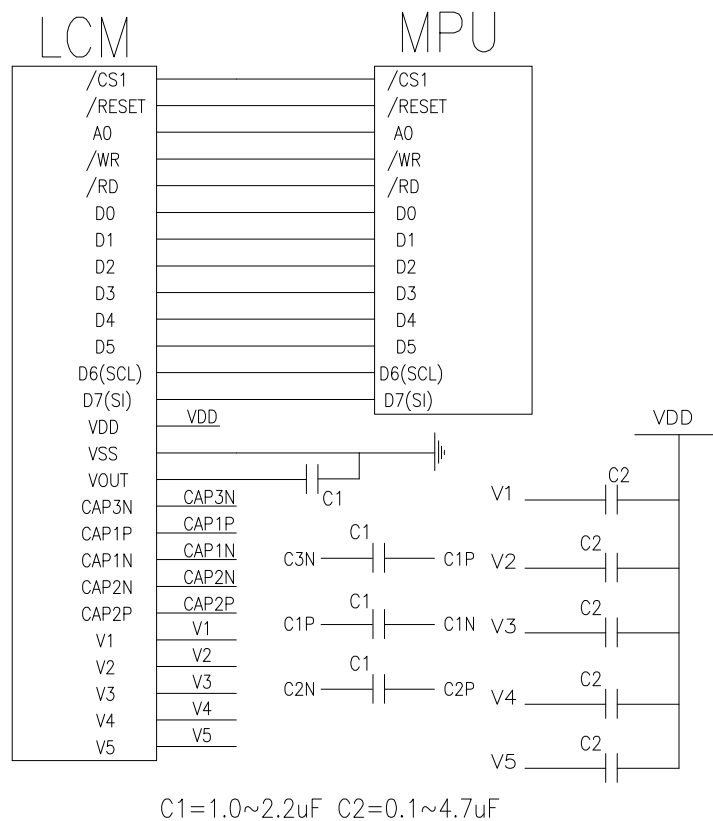 LCM
MPU
/CS1
/RESET
A0
/WR
/RD
D0
D1
D2
D3
D4
D5
D6(SCL)
D7(SI)
VDD
VSS
VOUT
CAP3N
CAP1P
CAP1N
CAP2N
CAP2P
V1
V2
V3
V4
V5
/CS1
/RESET
A0
/WR
/RD
D0
D1
D2
D3
D4
D5
D6(SCL)
D7(SI)
VDD
C1
CAP3N
CAP1P
CAP1N
CAP2N
CAP2P
V1
V2
V3
V4
V5
C1
C3N C1P
C1
C1P C1N
C1
C2N C2P
VDD
C2
V1
C2
V2
C2
V3
C2
V4
C2
V5
C1=1.0~2.2uF C2=0.1~4.7uF